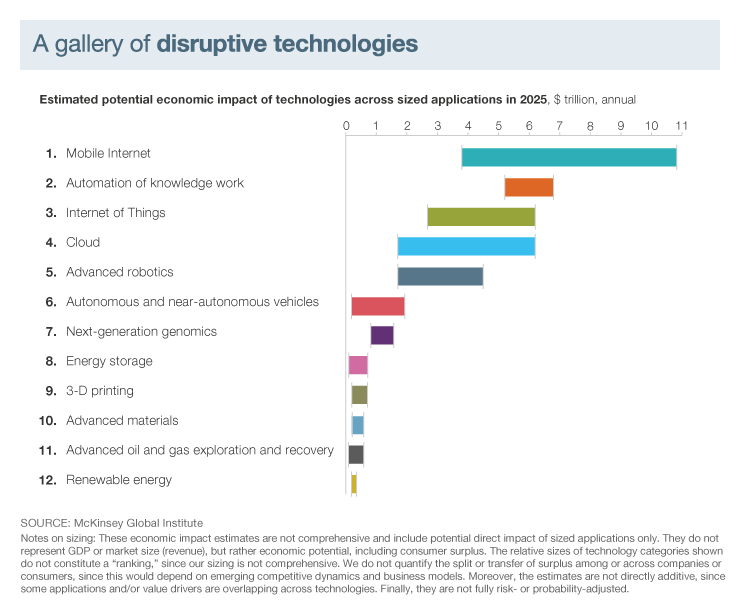 A gallery of disruptive technologies
Estimated potential economic impact of technologies across sized applications in 2025, $ trillion, annual
0 1 2 3 4 5 6 7 8 9 10 11
1. Mobile Internet
2. Automation of knowledge work
3. Internet of Things
4. Cloud
5. Advanced robotics
6. Autonomous and near-autonomous vehicles
7. Next-generation genomics
8. Energy storage
9. 3-D printing
10. Advanced materials
11. Advanced oil and gas exploration and recovery
12. Renewable energy
SOURCE: McKinsey Global Institute
Notes on sizing: These economic impact estimates are not comprehensive and include potential direct impact of sized applications only. They do not
represent GDP or market size (revenue), but rather economic potential, including consumer surplus. The relative sizes of technology categories shown
do not constitute a “ranking,” since our sizing is not comprehensive. We do not quantify the split or transfer of surplus among or across companies or
consumers, since this would depend on emerging competitive dynamics and business models. Moreover, the estimates are not directly additive, since
some applications and/or value drivers are overlapping across technologies. Finally, they are not fully risk- or probability-adjusted.